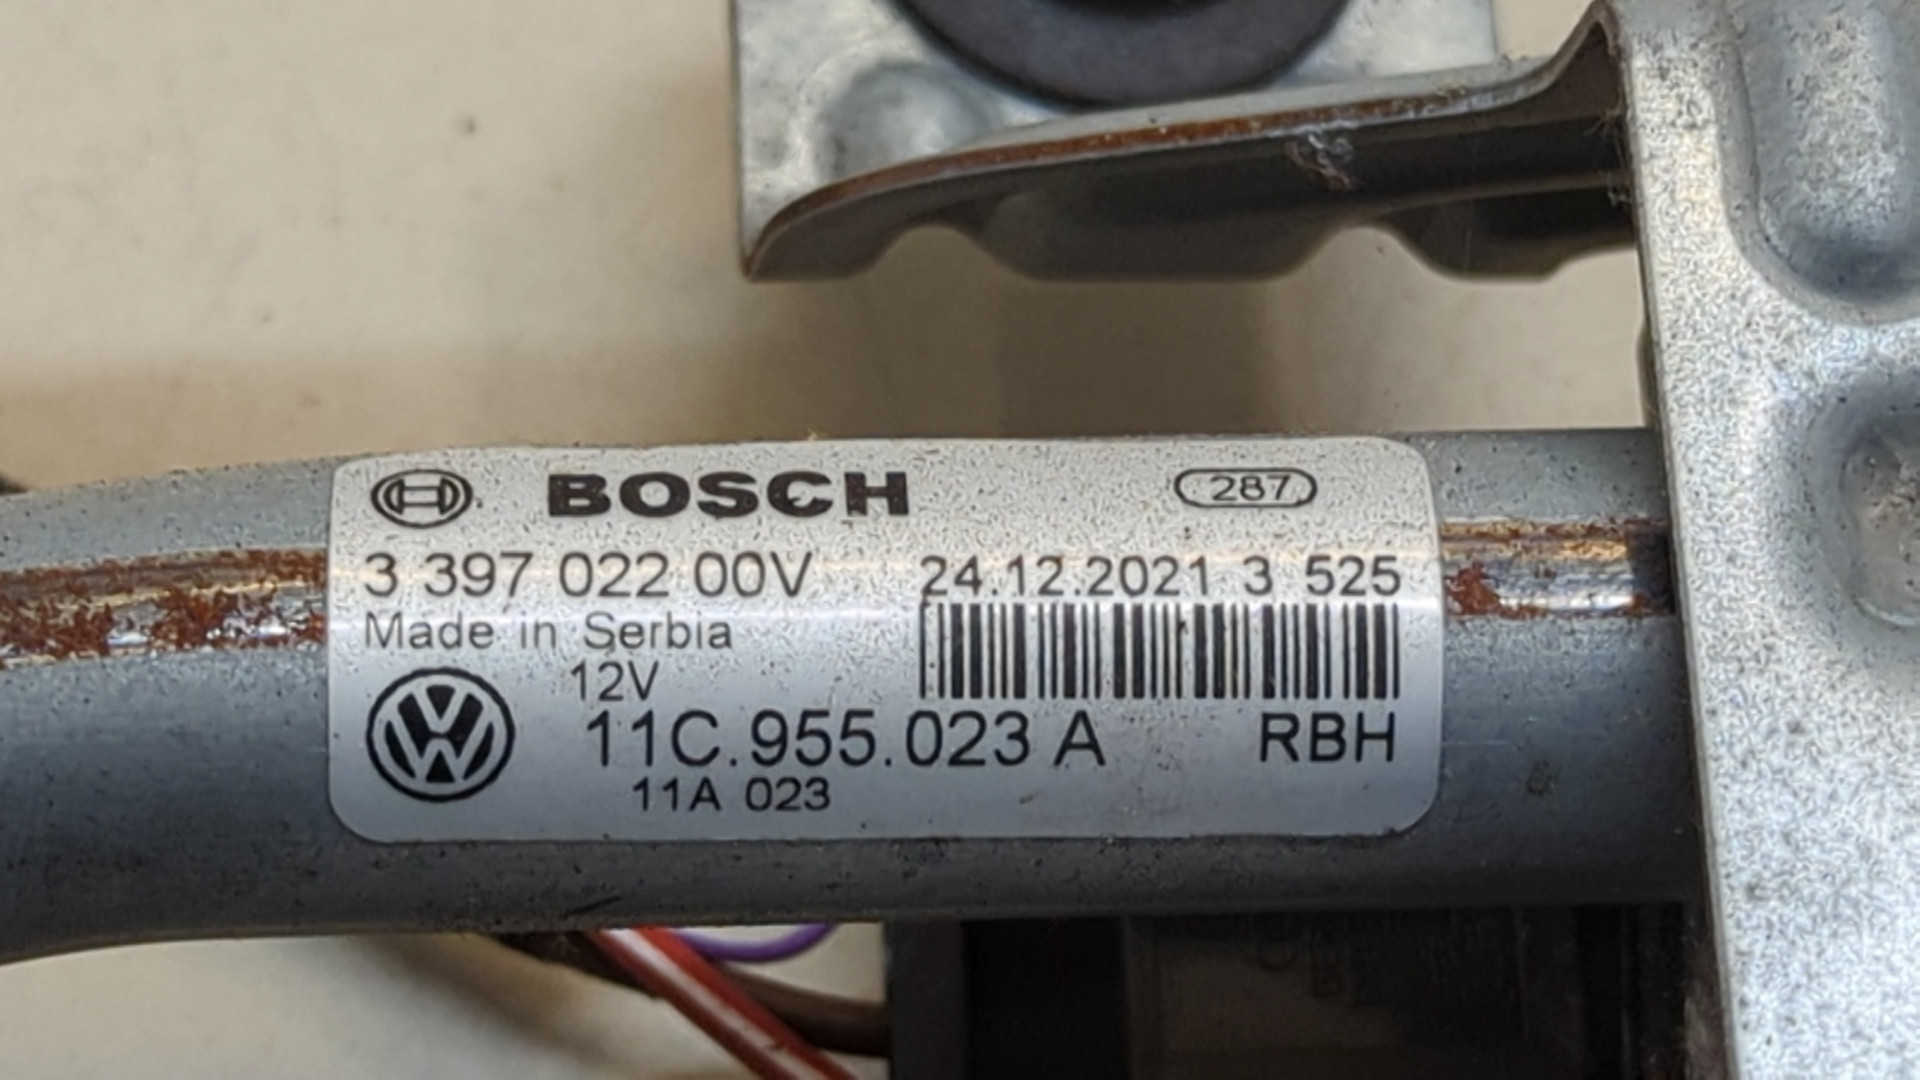 BOSCH 287
3 397 022 00V 24.12.2021 3 525
Made in Serbia
12V
11C.955.023 A RBH
11A 023